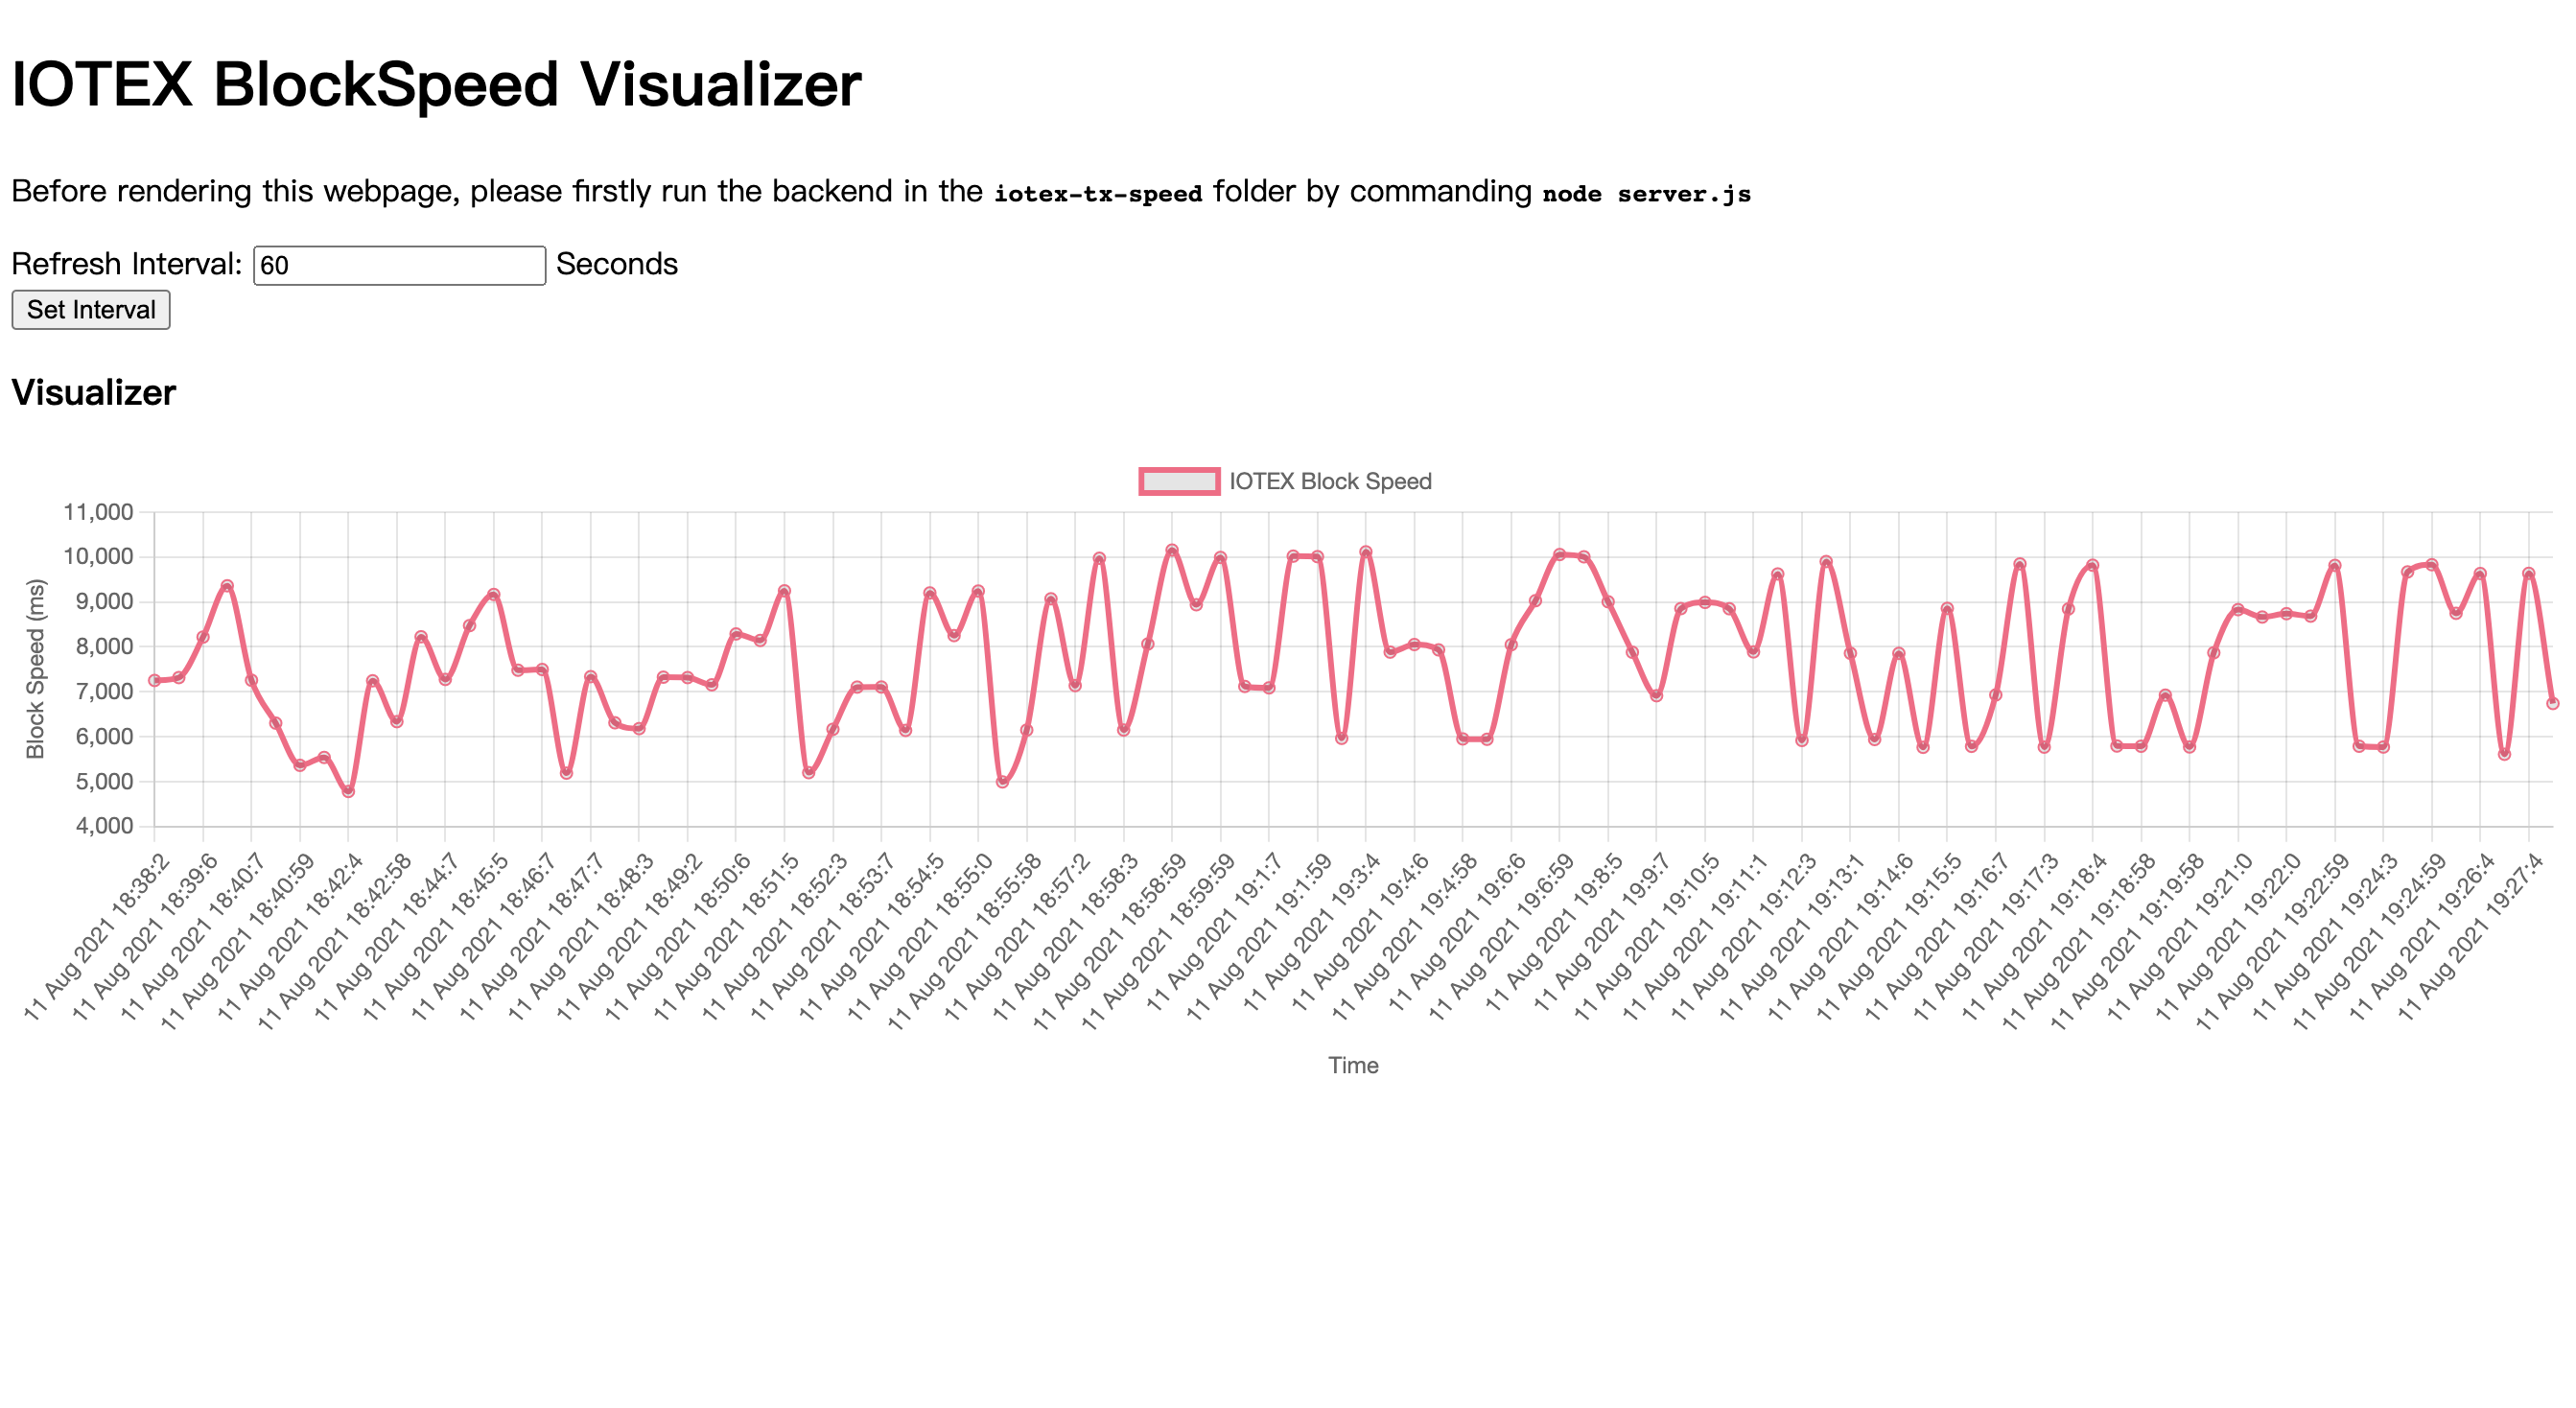 IOTEX BlockSpeed Visualizer
Before rendering this webpage, please firstly run the backend in the iotex-tx-speed folder by commanding node server.js
Refresh Interval: 60 Seconds
Set Interval
Visualizer
IOTEX Block Speed
11,000
10,000
9,000
8,000
7,000
6,000
5,000
4,000
Block Speed (ms)
11 Aug 2021 18:38:2
11 Aug 2021 18:39:6
11 Aug 2021 18:40:7
11 Aug 2021 18:40:59
11 Aug 2021 18:42:4
11 Aug 2021 18:42:58
11 Aug 2021 18:44:7
11 Aug 2021 18:45:5
11 Aug 2021 18:46:7
11 Aug 2021 18:47:7
11 Aug 2021 18:48:3
11 Aug 2021 18:49:2
11 Aug 2021 18:50:6
11 Aug 2021 18:51:5
11 Aug 2021 18:52:3
11 Aug 2021 18:53:7
11 Aug 2021 18:54:5
11 Aug 2021 18:55:0
11 Aug 2021 18:55:58
11 Aug 2021 18:57:2
11 Aug 2021 18:58:3
11 Aug 2021 18:58:59
11 Aug 2021 18:59:59
11 Aug 2021 19:1:7
11 Aug 2021 19:1:59
11 Aug 2021 19:3:4
11 Aug 2021 19:4:6
11 Aug 2021 19:4:58
11 Aug 2021 19:6:6
11 Aug 2021 19:6:59
11 Aug 2021 19:8:5
11 Aug 2021 19:9:7
11 Aug 2021 19:10:5
11 Aug 2021 19:11:1
11 Aug 2021 19:12:3
11 Aug 2021 19:13:1
11 Aug 2021 19:14:6
11 Aug 2021 19:15:5
11 Aug 2021 19:16:7
11 Aug 2021 19:17:3
11 Aug 2021 19:18:4
11 Aug 2021 19:18:58
11 Aug 2021 19:19:58
11 Aug 2021 19:21:0
11 Aug 2021 19:22:0
11 Aug 2021 19:22:59
11 Aug 2021 19:24:3
11 Aug 2021 19:24:59
11 Aug 2021 19:26:4
11 Aug 2021 19:27:4
Time